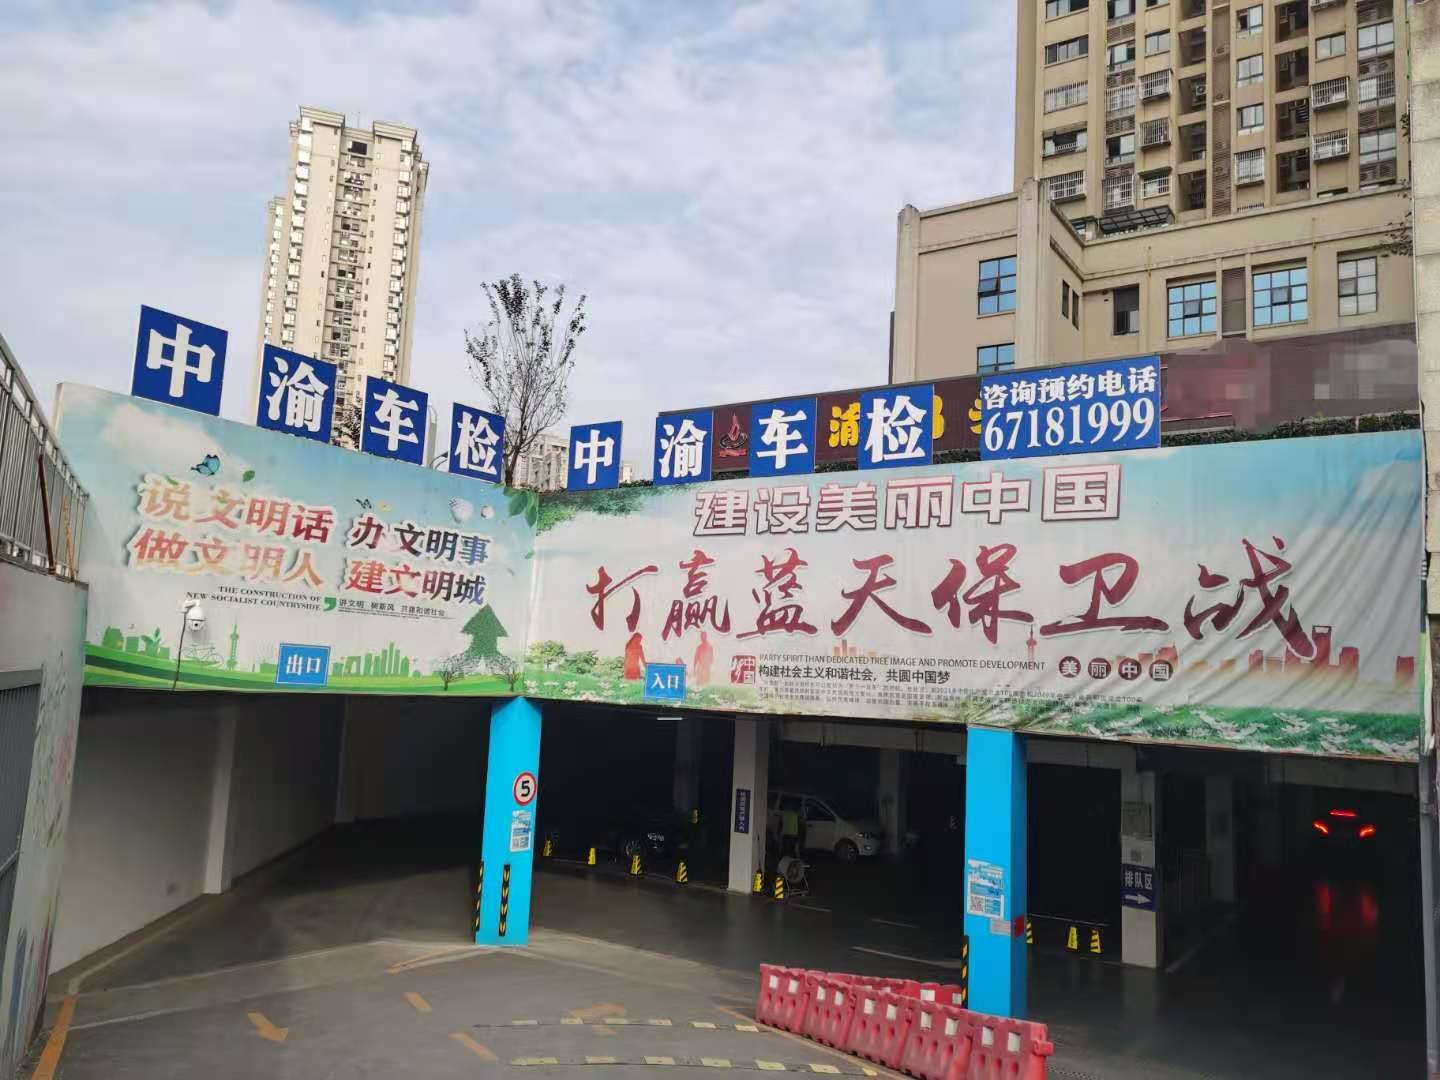 中渝车检
中渝车检
咨询预约电话
67181999
说文明话 办文明事
做文明人 建文明城
THE CONSTRUCTION OF
NEW SOCIALIST COUNTRYSIDE
讲文明 树新风 共建和谐社会
出口
建设美丽中国
打赢蓝天保卫战
PARTY SPIRIT THAN DEDICATED TREE IMAGE AND PROMOTE DEVELOPMENT
构建社会主义和谐社会，共圆中国梦
美丽中国
入口
5
排队区